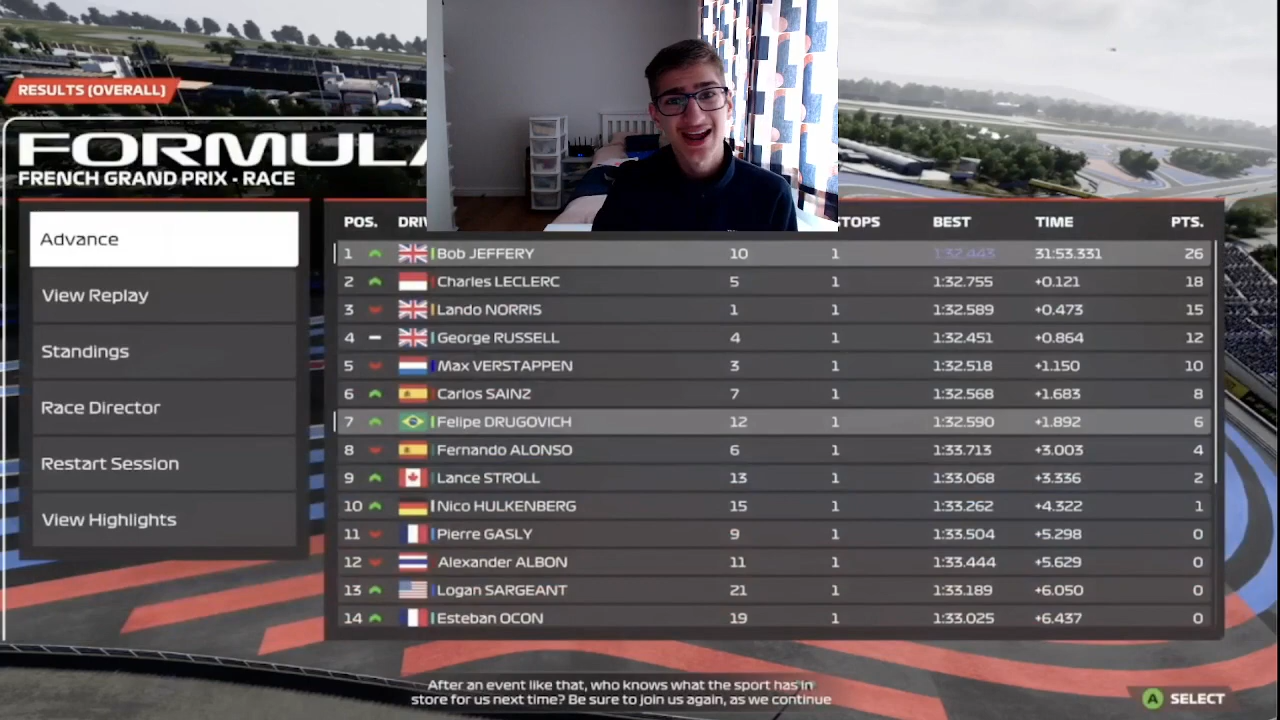 RESULTS (OVERALL)
FORMULA
FRENCH GRAND PRIX - RACE
Advance
View Replay
Standings
Race Director
Restart Session
View Highlights
POS. DRIV STOPS BEST TIME PTS.
1 Bob JEFFERY 10 1 1:32.443 31:53.331 26
2 Charles LECLERC 5 1 1:32.755 +0.121 18
3 Lando NORRIS 1 1 1:32.589 +0.473 15
4 George RUSSELL 4 1 1:32.451 +0.864 12
5 Max VERSTAPPEN 3 1 1:32.518 +1.150 10
6 Carlos SAINZ 7 1 1:32.568 +1.683 8
7 Felipe DRUGOVICH 12 1 1:32.590 +1.892 6
8 Fernando ALONSO 6 1 1:33.713 +3.003 4
9 Lance STROLL 13 1 1:33.068 +3.336 2
10 Nico HULKENBERG 15 1 1:33.262 +4.322 1
11 Pierre GASLY 9 1 1:33.504 +5.298 0
12 Alexander ALBON 11 1 1:33.444 +5.629 0
13 Logan SARGEANT 21 1 1:33.189 +6.050 0
14 Esteban OCON 19 1 1:33.025 +6.437 0
After an event like that, who knows what the sport has in
store for us next time? Be sure to join us again, as we continue
A SELECT